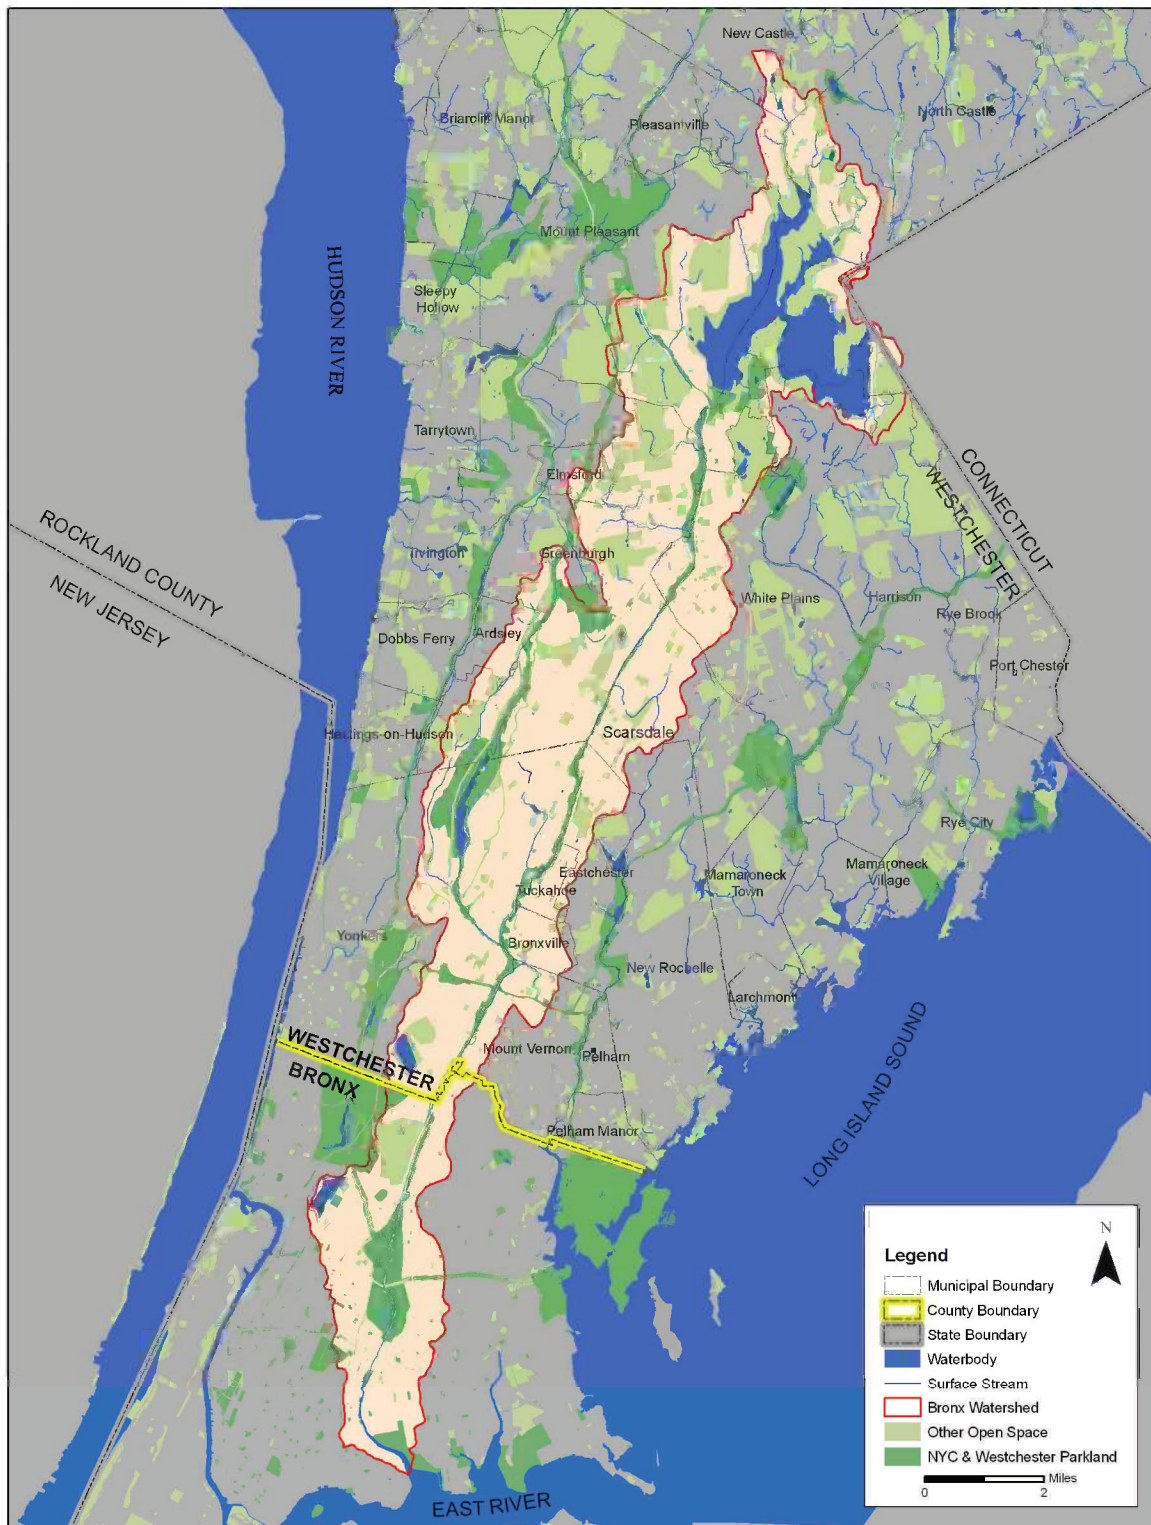 New Castle
North Castle
Briarcliff Manor
Pleasantville
Mount Pleasant
HUDSON RIVER
Sleepy
Hollow
Tarrytown
Elmsford
CONNECTICUT
WESTCHESTER
ROCKLAND COUNTY
NEW JERSEY
Irvington
Greenburgh
White Plains
Harrison
Rye Brook
Dobbs Ferry
Ardsley
Port Chester
Hastings-on-Hudson
Scarsdale
Rye City
Eastchester
Tuckahoe
Mamaroneck
Town
Mamaroneck
Village
Yonkers
Bronxville
New Rochelle
Larchmont
WESTCHESTER
BRONX
Mount Vernon
Pelham
Pelham Manor
LONG ISLAND SOUND
EAST RIVER
N
Legend
Municipal Boundary
County Boundary
State Boundary
Waterbody
Surface Stream
Bronx Watershed
Other Open Space
NYC & Westchester Parkland
Miles
0 2